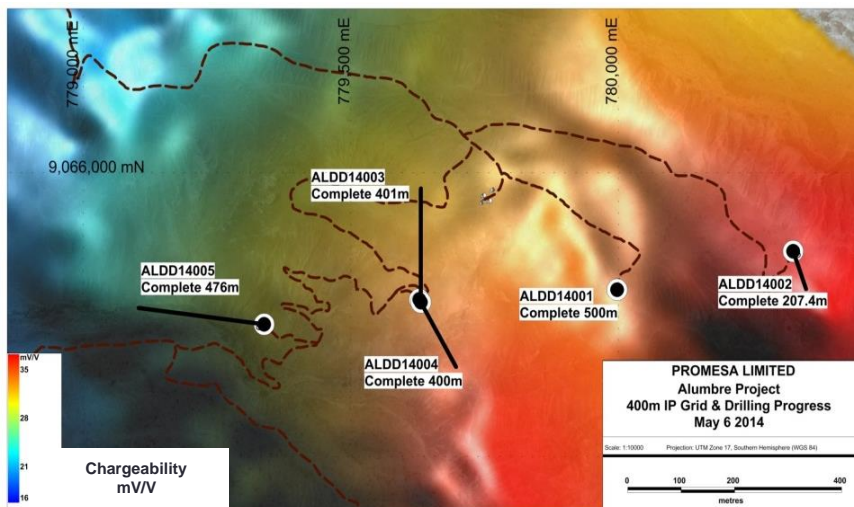 779,000 mE
779,500 mE
780,000 mE
9,066,000 mN
ALDD14003
Complete 401m
ALDD14005
Complete 476m
ALDD14001
Complete 500m
ALDD14002
Complete 207.4m
ALDD14004
Complete 400m
mV/V
35
28
21
16
Chargeability
mV/V
PROMESA LIMITED
Alumbre Project
400m IP Grid & Drilling Progress
May 6 2014
Scale: 1:10000 Projection: UTM Zone 17, Southern Hemisphere (WGS 84)
0 100 200 400
metres